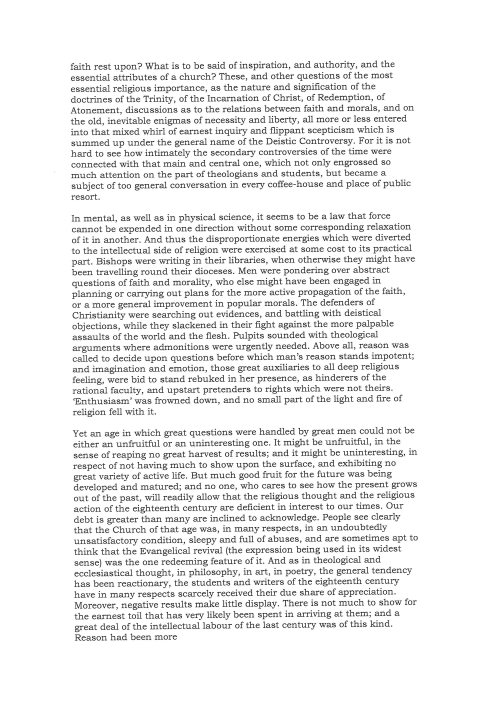 faith rest upon? What is to be said of inspiration, and authority, and the
essential attributes of a church? These, and other questions of the most
essential religious importance, as the nature and signification of the
doctrines of the Trinity, of the Incarnation of Christ, of Redemption, of
Atonement, discussions as to the relations between faith and morals, and on
the old, inevitable enigmas of necessity and liberty, all more or less entered
into that mixed whirl of earnest inquiry and flippant scepticism which is
summed up under the general name of the Deistic Controversy. For it is not
hard to see how intimately the secondary controversies of the time were
connected with that main and central one, which not only engrossed so
much attention on the part of theologians and students, but became a
subject of too general conversation in every coffee-house and place of public
resort.

In mental, as well as in physical science, it seems to be a law that force
cannot be expended in one direction without some corresponding relaxation
of it in another. And thus the disproportionate energies which were diverted
to the intellectual side of religion were exercised at some cost to its practical
part. Bishops were writing in their libraries, when otherwise they might have
been travelling round their dioceses. Men were pondering over abstract
questions of faith and morality, who else might have been engaged in
planning or carrying out plans for the more active propagation of the faith,
or a more general improvement in popular morals. The defenders of
Christianity were searching out evidences, and battling with deistical
objections, while they slackened in their fight against the more palpable
assaults of the world and the flesh. Pulpits sounded with theological
arguments where admonitions were urgently needed. Above all, reason was
called to decide upon questions before which man's reason stands impotent;
and imagination and emotion, those great auxiliaries to all deep religious
feeling, were bid to stand rebuked in her presence, as hinderers of the
rational faculty, and upstart pretenders to rights which were not theirs.
'Enthusiasm' was frowned down, and no small part of the light and fire of
religion fell with it.

Yet an age in which great questions were handled by great men could not be
either an unfruitful or an uninteresting one. It might be unfruitful, in the
sense of reaping no great harvest of results; and it might be uninteresting, in
respect of not having much to show upon the surface, and exhibiting no
great variety of active life. But much good fruit for the future was being
developed and matured; and no one, who cares to see how the present grows
out of the past, will readily allow that the religious thought and the religious
action of the eighteenth century are deficient in interest to our times. Our
debt is greater than many are inclined to acknowledge. People see clearly
that the Church of that age was, in many respects, in an undoubtedly
unsatisfactory condition, sleepy and full of abuses, and are sometimes apt to
think that the Evangelical revival (the expression being used in its widest
sense) was the one redeeming feature of it. And as in theological and
ecclesiastical thought, in philosophy, in art, in poetry, the general tendency
has been reactionary, the students and writers of the eighteenth century
have in many respects scarcely received their due share of appreciation.
Moreover, negative results make little display. There is not much to show for
the earnest toil that has very likely been spent in arriving at them; and a
great deal of the intellectual labour of the last century was of this kind.
Reason had been more